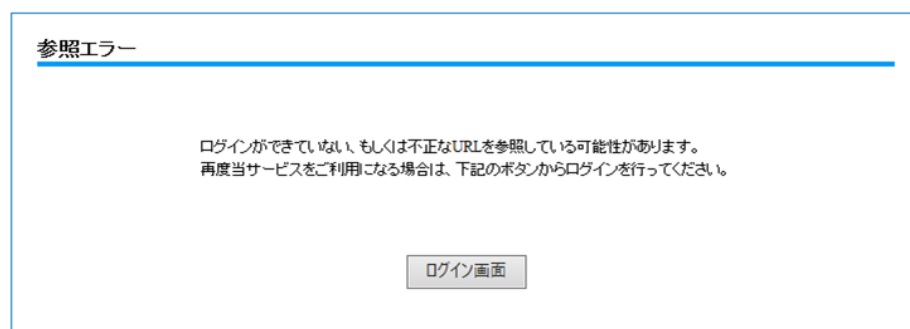 参照エラー
ログインができていない、もしくは不正なURLを参照している可能性があります。
再度当サービスをご利用になる場合は、下記のボタンからログインを行ってください。
ログイン画面